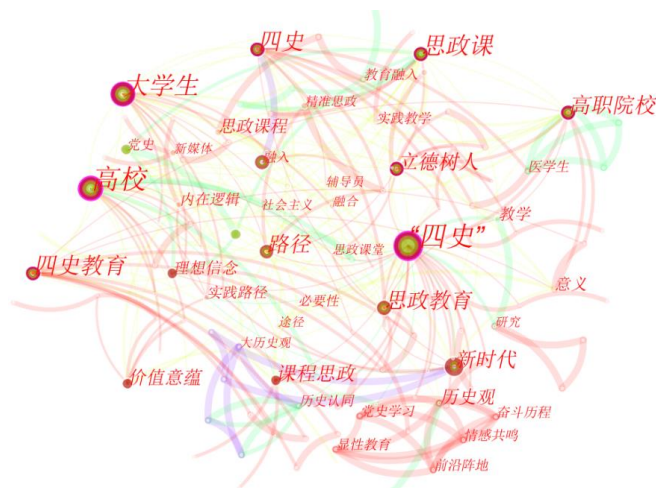 四史
思政课
教育融入
大学生
精准思政
高职院校
思政课程
实践教学
党史
新媒体
融入
立德树人
医学生
高校
辅导员
内在逻辑
社会主义
融合
教学
路径
思政课堂
“四史”
四史教育
理想信念
意义
实践路径
必要性
思政教育
途径
研究
大历史观
新时代
价值意蕴
课程思政
历史认同
党史学习
历史观
奋斗历程
情感共鸣
显性教育
前沿阵地